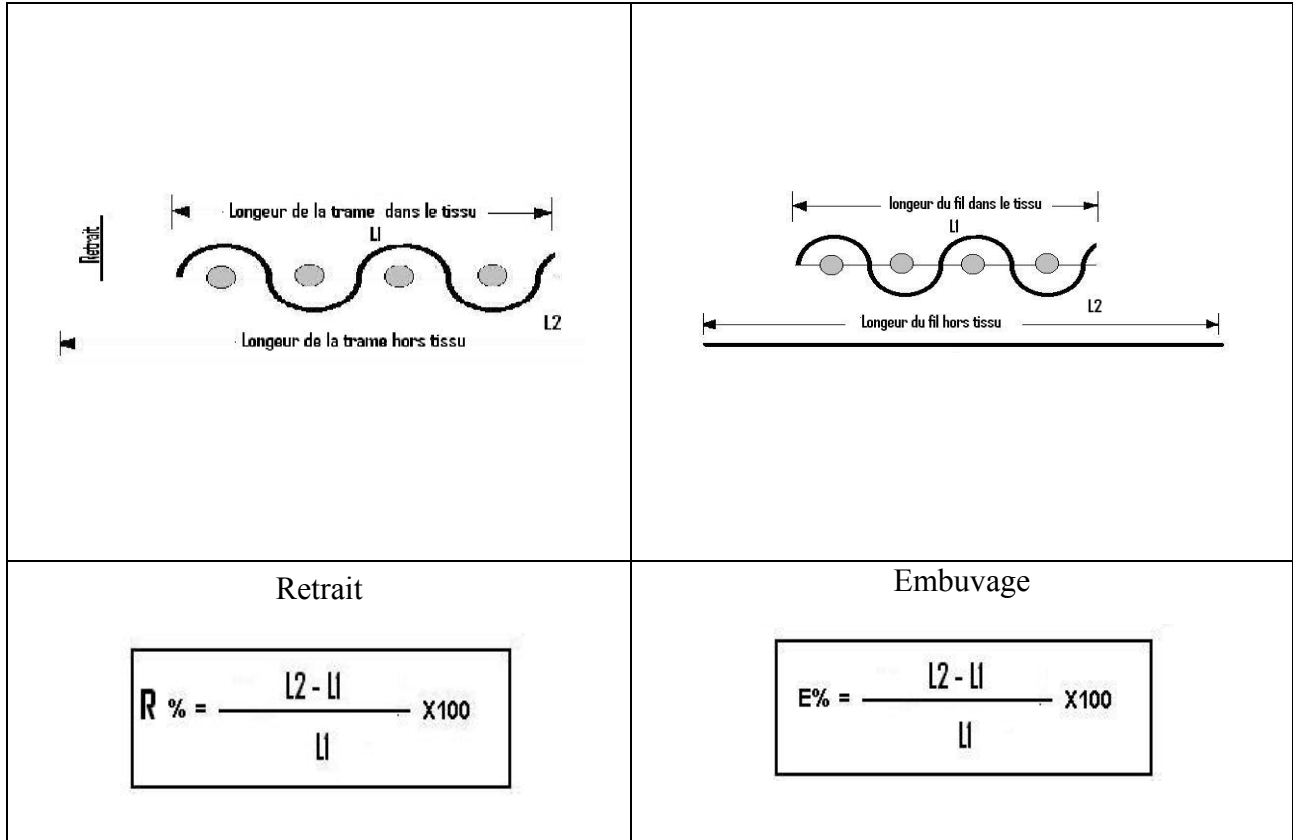 Longeur de la trame dans le tissu
L1
Retrait
L2
Longeur de la trame hors tissu
longeur du fil dans le tissu
L1
L2
Longeur du fil hors tissu
Retrait
R % = L2 - L1 X100
L1
Embuvage
E% = L2 - L1 X100
L1